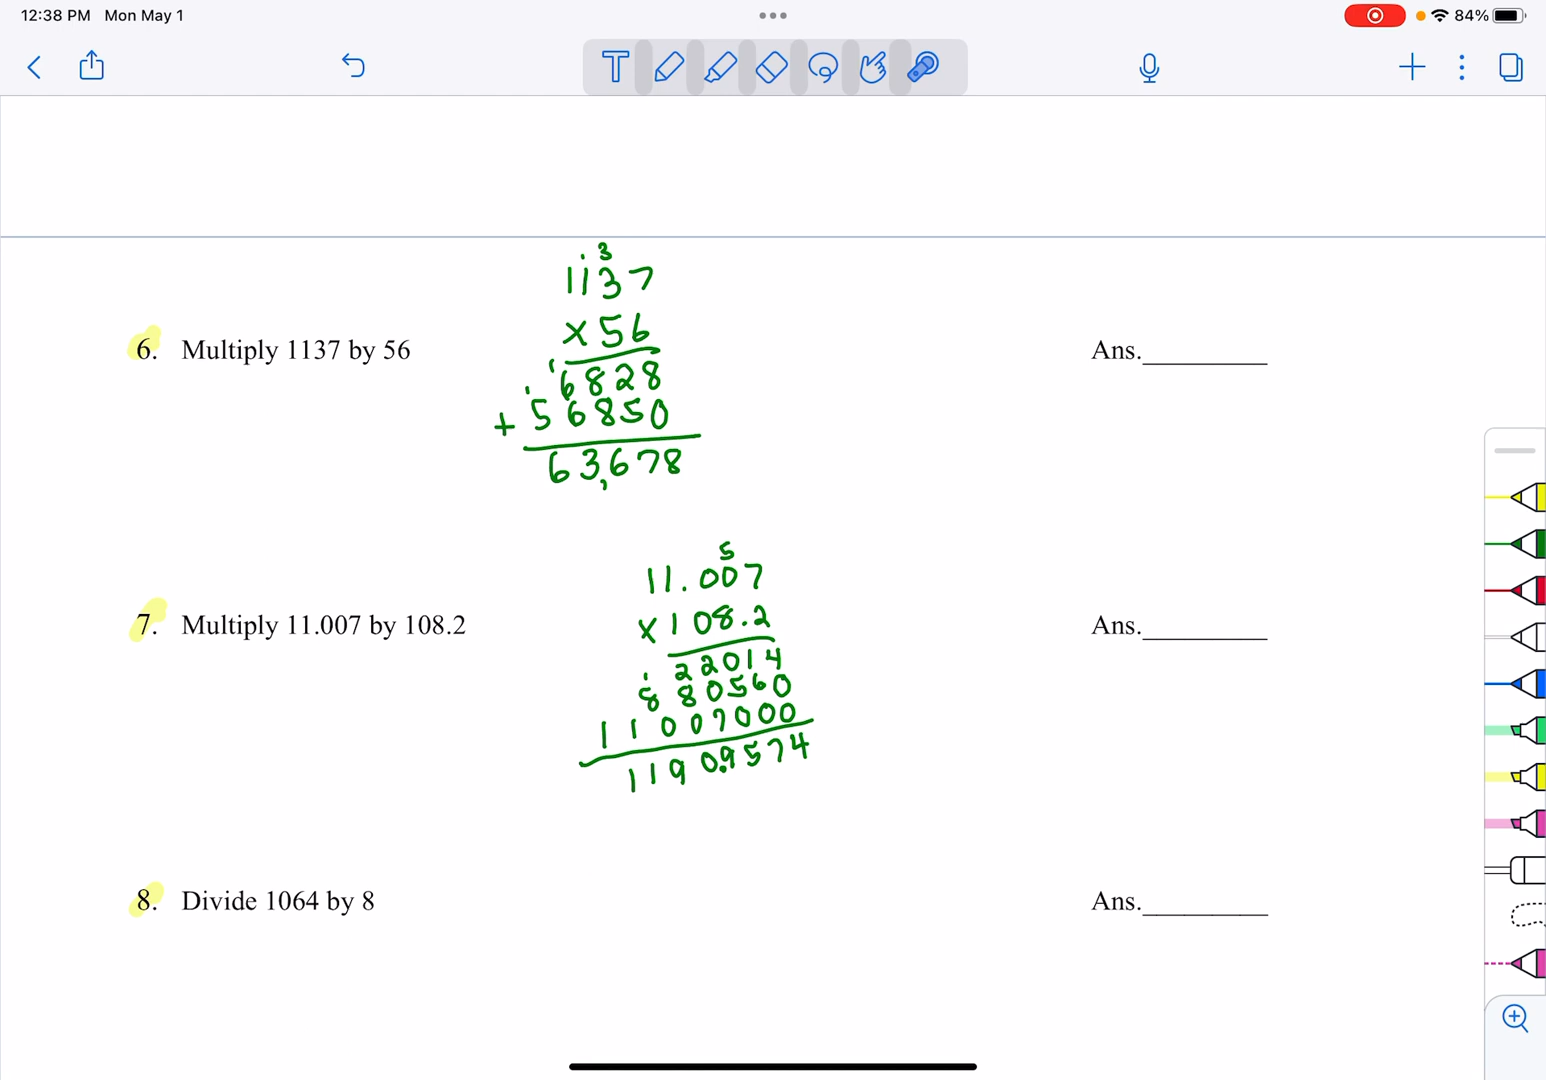 12:38 PM Mon May 1
84%
T
3
1137
6. Multiply 1137 by 56
x 56
Ans.__________
6828
+ 56850
63,678
5
11.007
7. Multiply 11.007 by 108.2
x 108.2
Ans.__________
22014
880560
11007000
1190.9574
8. Divide 1064 by 8
Ans.__________